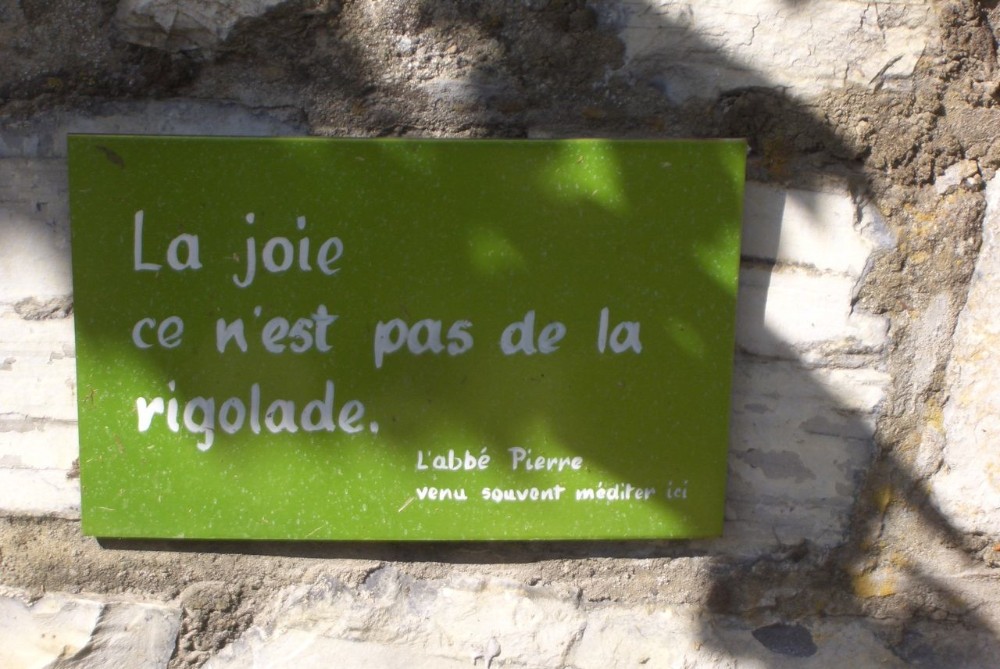 La joie
ce n'est pas de la
rigolade.
L'abbé Pierre
venu souvent méditer ici